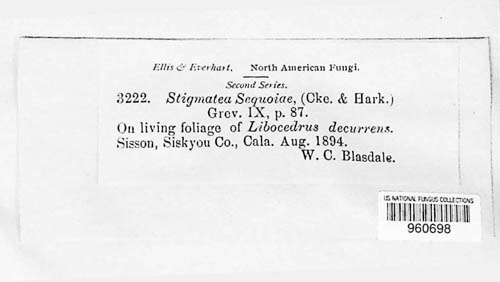 Ellis & Everhart, North American Fungi.
Second Series.
3222. Stigmatea Sequoiae, (Cke. & Hark.)
Grev. IX, p. 87.
On living foliage of Libocedrus decurrens.
Sisson, Siskyou Co., Cala. Aug. 1894.
W. C. Blasdale.
US NATIONAL FUNGUS COLLECTIONS
960698